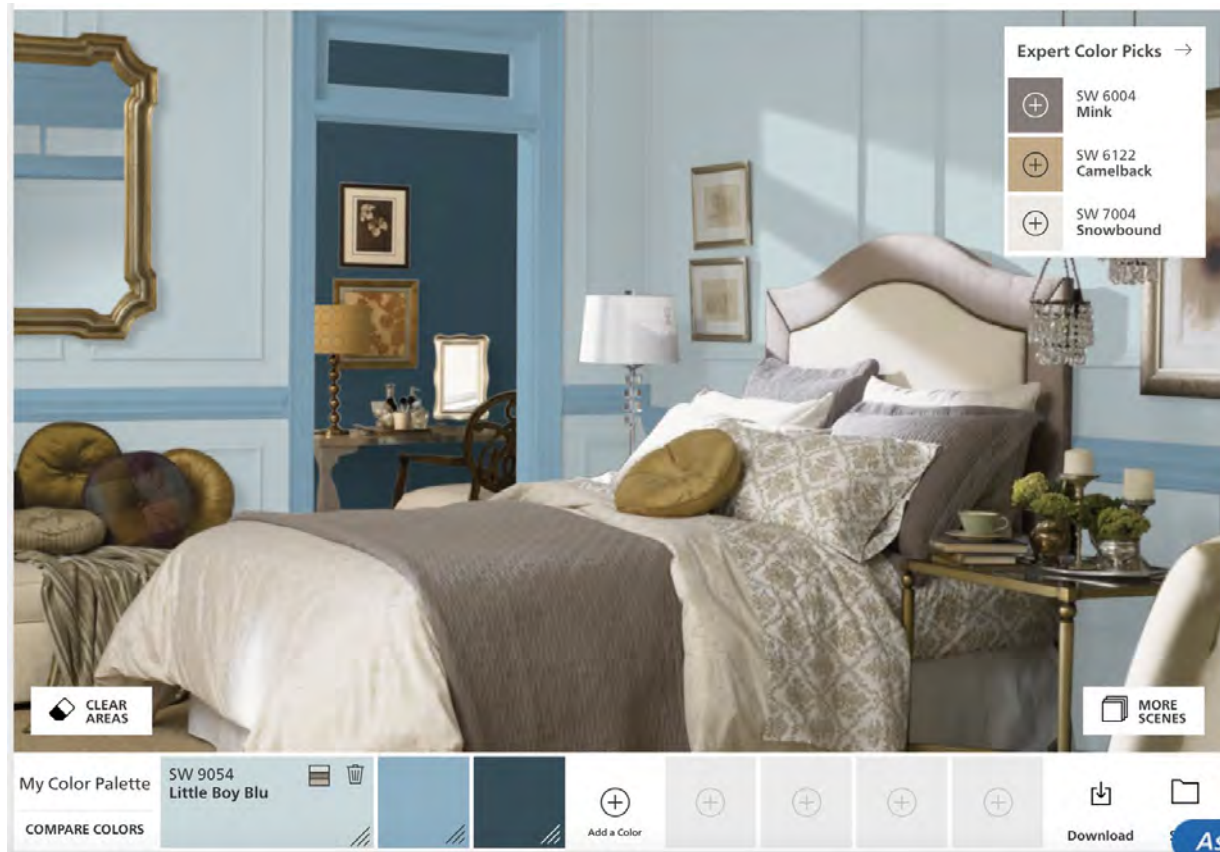 Expert Color Picks →
SW 6004
Mink
SW 6122
Camelback
SW 7004
Snowbound
CLEAR
AREAS
MORE
SCENES
My Color Palette
COMPARE COLORS
SW 9054
Little Boy Blu
Add a Color
Download
As